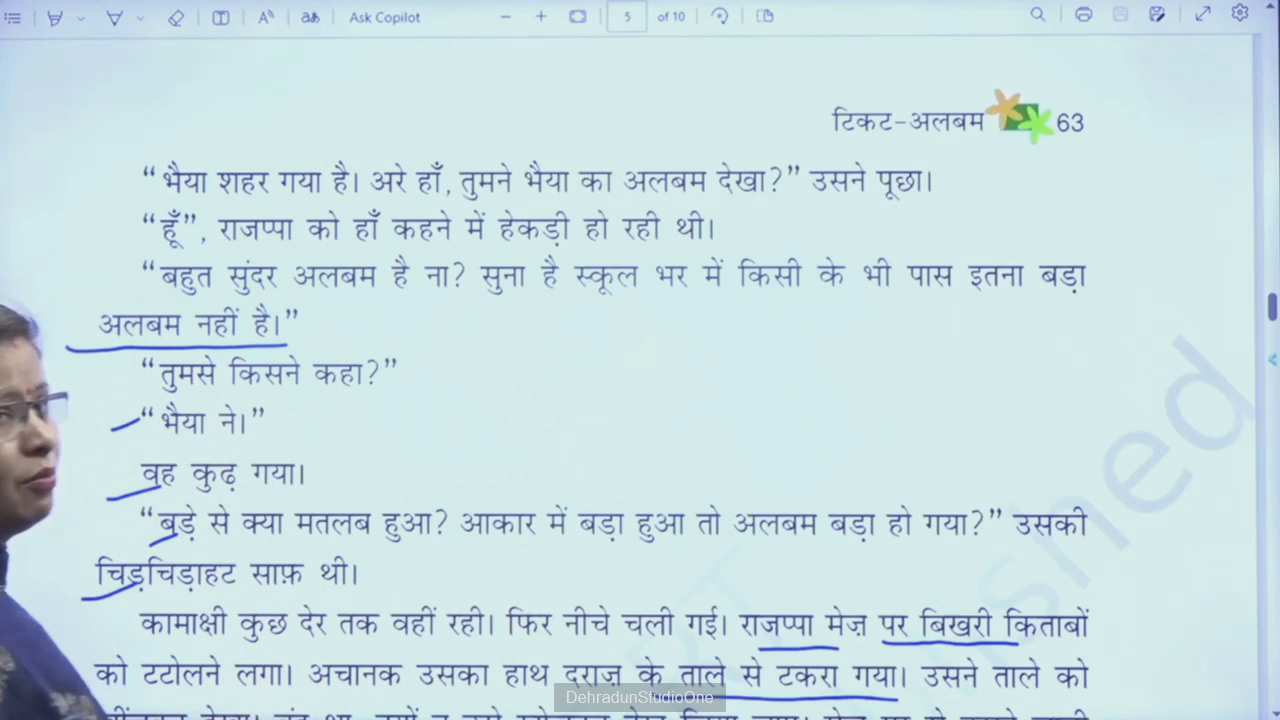 Ask Copilot
5 of 10
टिकट-अलबम 63
“भैया शहर गया है। अरे हाँ, तुमने भैया का अलबम देखा?” उसने पूछा।
“हूँ”, राजप्पा को हाँ कहने में हेकड़ी हो रही थी।
“बहुत सुंदर अलबम है ना? सुना है स्कूल भर में किसी के भी पास इतना बड़ा
अलबम नहीं है।”
“तुमसे किसने कहा?”
“भैया ने।”
वह कुढ़ गया।
“बड़े से क्या मतलब हुआ? आकार में बड़ा हुआ तो अलबम बड़ा हो गया?” उसकी
चिड़चिड़ाहट साफ़ थी।
कामाक्षी कुछ देर तक वहीं रही। फिर नीचे चली गई। राजप्पा मेज़ पर बिखरी किताबों
को टटोलने लगा। अचानक उसका हाथ दराज़ के ताले से टकरा गया। उसने ताले को
DehradunStudioOne